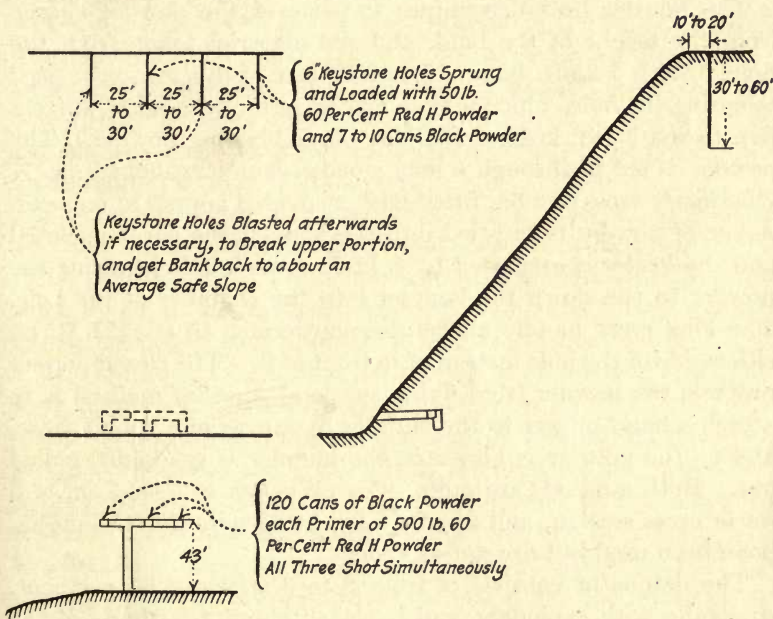 10' to 20'
30' to 60'
25'
to
30'
25'
to
30'
25'
to
30'
6" Keystone Holes Sprung
and Loaded with 50 lb.
60 Per Cent Red H Powder
and 7 to 10 Cans Black Powder
Keystone Holes Blasted afterwards
if necessary, to Break upper Portion,
and get Bank back to about an
Average Safe Slope
120 Cans of Black Powder
each Primer of 500 lb. 60
Per Cent Red H Powder
All Three Shot Simultaneously
43'